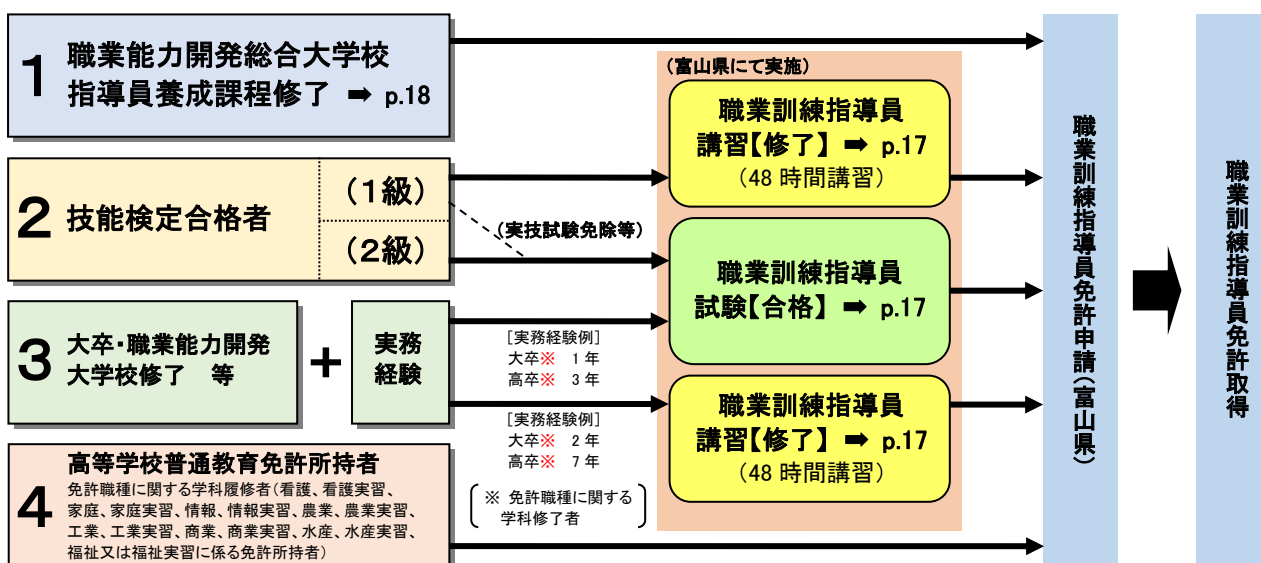 1
職業能力開発総合大学校
指導員養成課程修了 ➡ p.18
2 技能検定合格者
(1級)
(2級)
(実技試験免除等)
3
大卒・職業能力開発
大学校修了 等
+
実務
経験
[実務経験例]
大卒※ 1年
高卒※ 3年
[実務経験例]
大卒※ 2年
高卒※ 7年
※ 免許職種に関する
学科修了者
4
高等学校普通教育免許所持者
免許職種に関する学科履修者(看護、看護実習、
家庭、家庭実習、情報、情報実習、農業、農業実習、
工業、工業実習、商業、商業実習、水産、水産実習、
福祉又は福祉実習に係る免許所持者)
(富山県にて実施)
職業訓練指導員
講習【修了】 ➡ p.17
(48時間講習)
職業訓練指導員
試験【合格】 ➡ p.17
職業訓練指導員
講習【修了】 ➡ p.17
(48時間講習)
職業訓練指導員免許申請(富山県)
職業訓練指導員免許取得